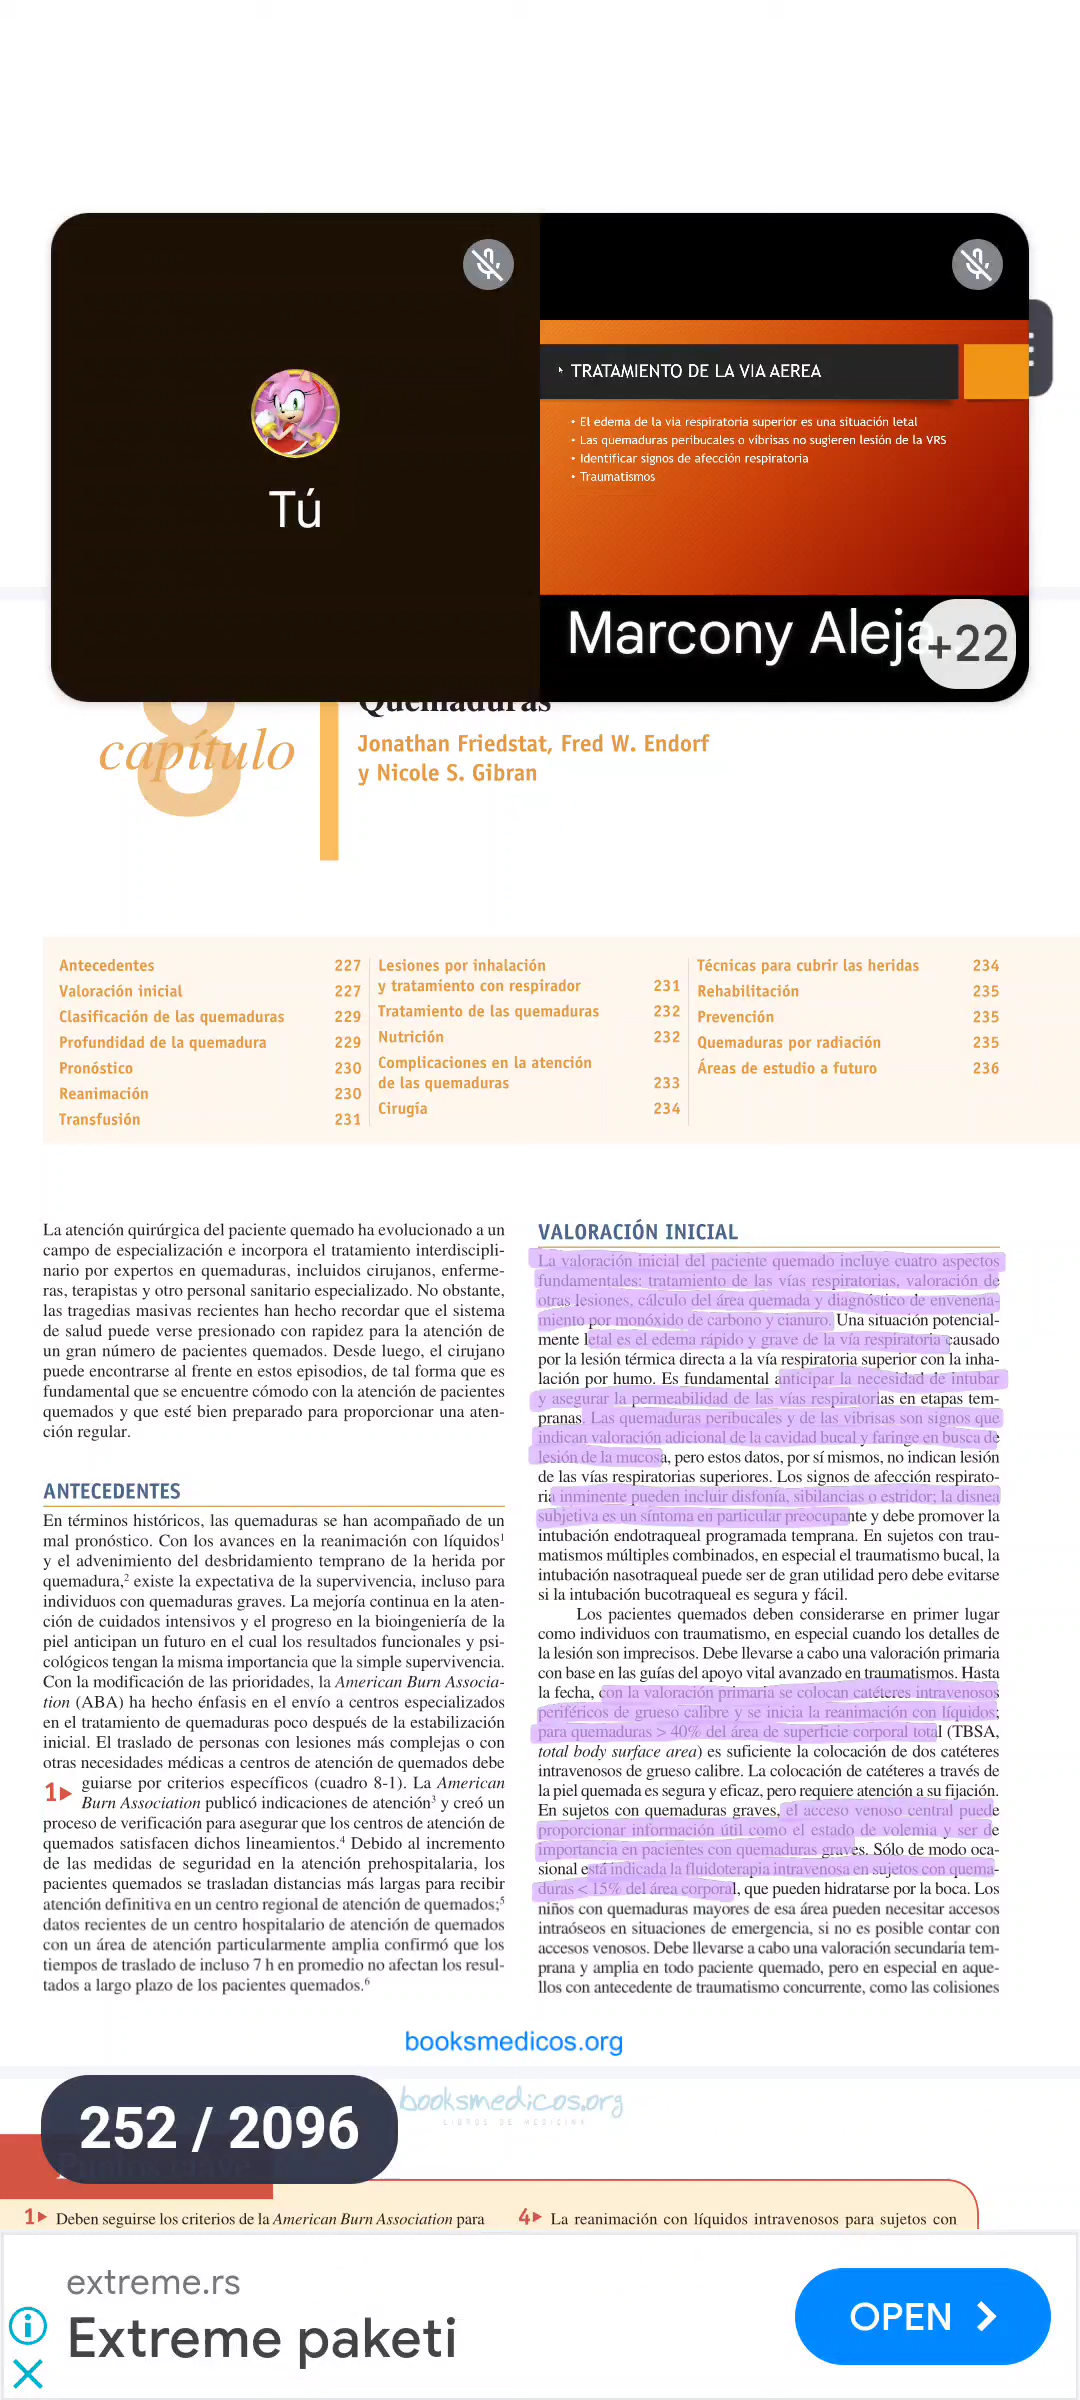 Tú
TRATAMIENTO DE LA VIA AEREA
• El edema de la via respiratoria superior es una situación letal
• Las quemaduras peribucales o vibrisas no sugieren lesión de la VRS
• Identificar signos de afección respiratoria
• Traumatismos
Marcony Aleja
+22
8
capítulo
Quemaduras
Jonathan Friedstat, Fred W. Endorf
y Nicole S. Gibran
Antecedentes 227
Valoración inicial 227
Clasificación de las quemaduras 229
Profundidad de la quemadura 229
Pronóstico 230
Reanimación 230
Transfusión 231
Lesiones por inhalación
y tratamiento con respirador 231
Tratamiento de las quemaduras 232
Nutrición 232
Complicaciones en la atención
de las quemaduras 233
Cirugía 234
Técnicas para cubrir las heridas 234
Rehabilitación 235
Prevención 235
Quemaduras por radiación 235
Áreas de estudio a futuro 236
La atención quirúrgica del paciente quemado ha evolucionado a un
campo de especialización e incorpora el tratamiento interdiscipli-
nario por expertos en quemaduras, incluidos cirujanos, enferme-
ras, terapistas y otro personal sanitario especializado. No obstante,
las tragedias masivas recientes han hecho recordar que el sistema
de salud puede verse presionado con rapidez para la atención de
un gran número de pacientes quemados. Desde luego, el cirujano
puede encontrarse al frente en estos episodios, de tal forma que es
fundamental que se encuentre cómodo con la atención de pacientes
quemados y que esté bien preparado para proporcionar una aten-
ción regular.
ANTECEDENTES
En términos históricos, las quemaduras se han acompañado de un
mal pronóstico. Con los avances en la reanimación con líquidos¹
y el advenimiento del desbridamiento temprano de la herida por
quemadura,² existe la expectativa de la supervivencia, incluso para
individuos con quemaduras graves. La mejoría continua en la aten-
ción de cuidados intensivos y el progreso en la bioingeniería de la
piel anticipan un futuro en el cual los resultados funcionales y psi-
cológicos tengan la misma importancia que la simple supervivencia.
Con la modificación de las prioridades, la American Burn Associa-
tion (ABA) ha hecho énfasis en el envío a centros especializados
en el tratamiento de quemaduras poco después de la estabilización
inicial. El traslado de personas con lesiones más complejas o con
otras necesidades médicas a centros de atención de quemados debe
1▶ guiarse por criterios específicos (cuadro 8-1). La American
Burn Association publicó indicaciones de atención³ y creó un
proceso de verificación para asegurar que los centros de atención de
quemados satisfacen dichos lineamientos.⁴ Debido al incremento
de las medidas de seguridad en la atención prehospitalaria, los
pacientes quemados se trasladan distancias más largas para recibir
atención definitiva en un centro regional de atención de quemados;⁵
datos recientes de un centro hospitalario de atención de quemados
con un área de atención particularmente amplia confirmó que los
tiempos de traslado de incluso 7 h en promedio no afectan los resul-
tados a largo plazo de los pacientes quemados.⁶
VALORACIÓN INICIAL
La valoración inicial del paciente quemado incluye cuatro aspectos
fundamentales: tratamiento de las vías respiratorias, valoración de
otras lesiones, cálculo del área quemada y diagnóstico de envenena-
miento por monóxido de carbono y cianuro. Una situación potencial-
mente letal es el edema rápido y grave de la vía respiratoria causado
por la lesión térmica directa a la vía respiratoria superior con la inha-
lación por humo. Es fundamental anticipar la necesidad de intubar
y asegurar la permeabilidad de las vías respiratorias en etapas tem-
pranas. Las quemaduras peribucales y de las vibrisas son signos que
indican valoración adicional de la cavidad bucal y faringe en busca de
lesión de la mucosa, pero estos datos, por sí mismos, no indican lesión
de las vías respiratorias superiores. Los signos de afección respirato-
ria inminente pueden incluir disfonía, sibilancias o estridor; la disnea
subjetiva es un síntoma en particular preocupante y debe promover la
intubación endotraqueal programada temprana. En sujetos con trau-
matismos múltiples combinados, en especial el traumatismo bucal, la
intubación nasotraqueal puede ser de gran utilidad pero debe evitarse
si la intubación bucotraqueal es segura y fácil.
Los pacientes quemados deben considerarse en primer lugar
como individuos con traumatismo, en especial cuando los detalles de
la lesión son imprecisos. Debe llevarse a cabo una valoración primaria
con base en las guías del apoyo vital avanzado en traumatismos. Hasta
la fecha, con la valoración primaria se colocan catéteres intravenosos
periféricos de grueso calibre y se inicia la reanimación con líquidos;
para quemaduras > 40% del área de superficie corporal total (TBSA,
total body surface area) es suficiente la colocación de dos catéteres
intravenosos de grueso calibre. La colocación de catéteres a través de
la piel quemada es segura y eficaz, pero requiere atención a su fijación.
En sujetos con quemaduras graves, el acceso venoso central puede
proporcionar información útil como el estado de volemia y ser de
importancia en pacientes con quemaduras graves. Sólo de modo oca-
sional está indicada la fluidoterapia intravenosa en sujetos con quema-
duras < 15% del área corporal, que pueden hidratarse por la boca. Los
niños con quemaduras mayores de esa área pueden necesitar accesos
intraóseos en situaciones de emergencia, si no es posible contar con
accesos venosos. Debe llevarse a cabo una valoración secundaria tem-
prana y amplia en todo paciente quemado, pero en especial en aque-
llos con antecedente de traumatismo concurrente, como las colisiones
booksmedicos.org
booksmedicos.org
LIBROS DE MEDICINA
252 / 2096
1▶ Deben seguirse los criterios de la American Burn Association para
4▶ La reanimación con líquidos intravenosos para sujetos con
extreme.rs
Extreme paketi
OPEN